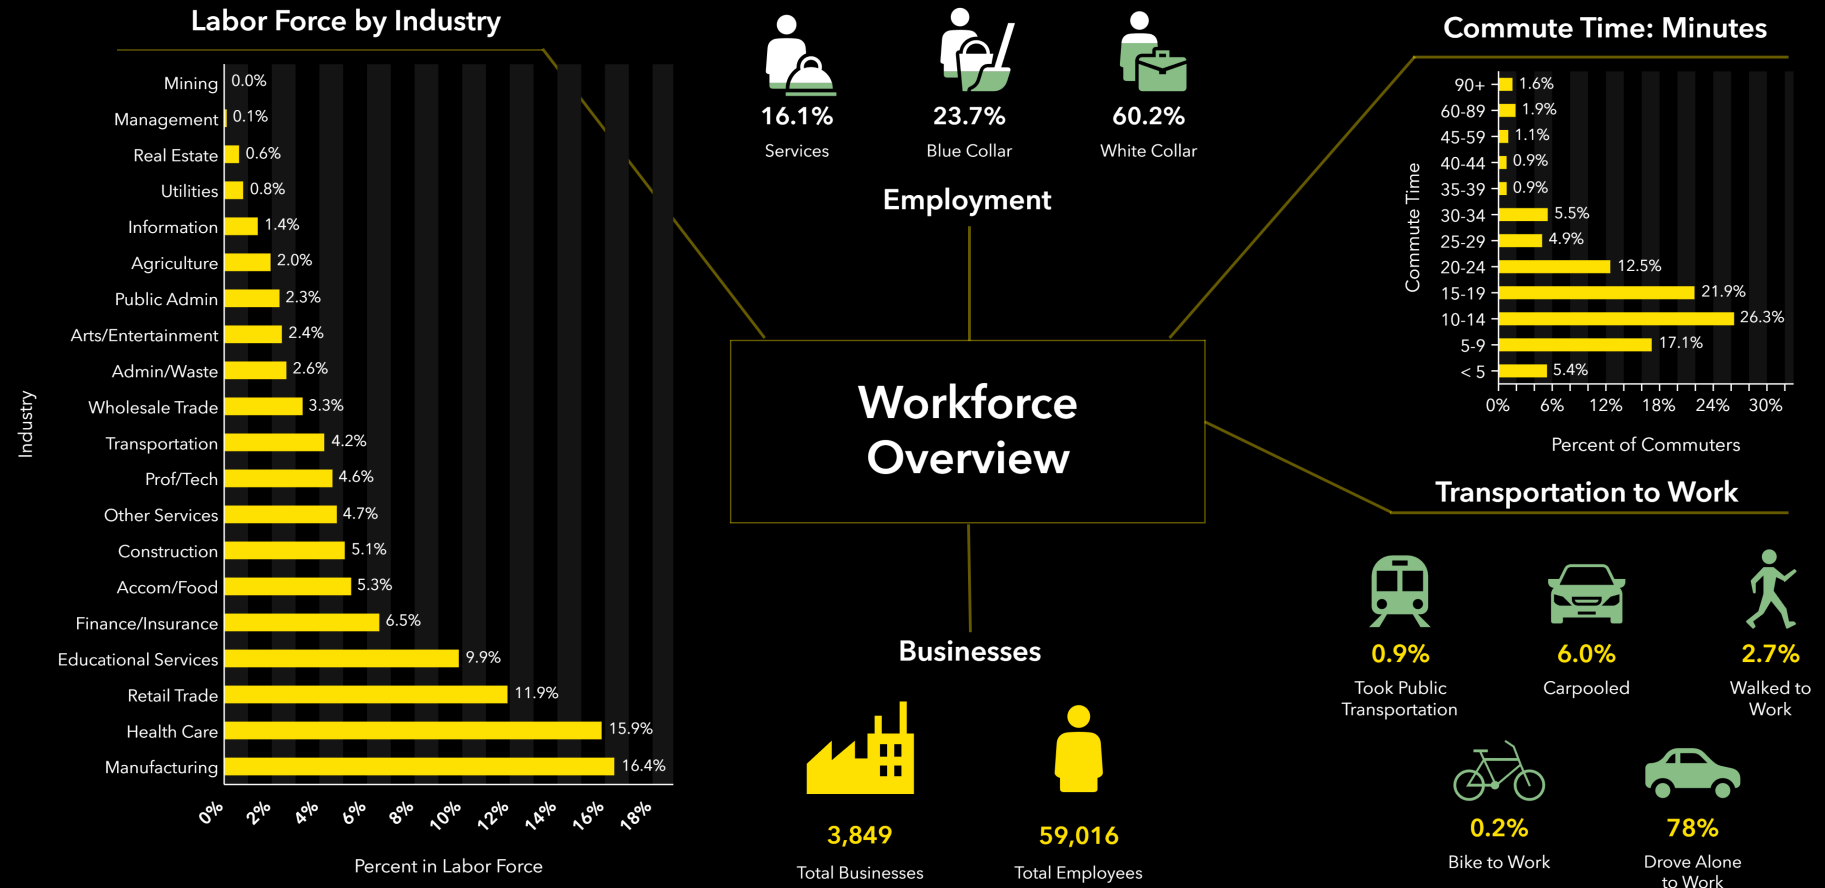 Labor Force by Industry
Industry
Mining 0.0%
Management 0.1%
Real Estate 0.6%
Utilities 0.8%
Information 1.4%
Agriculture 2.0%
Public Admin 2.3%
Arts/Entertainment 2.4%
Admin/Waste 2.6%
Wholesale Trade 3.3%
Transportation 4.2%
Prof/Tech 4.6%
Other Services 4.7%
Construction 5.1%
Accom/Food 5.3%
Finance/Insurance 6.5%
Educational Services 9.9%
Retail Trade 11.9%
Health Care 15.9%
Manufacturing 16.4%
0% 2% 4% 6% 8% 10% 12% 14% 16% 18%
Percent in Labor Force
16.1% 23.7% 60.2%
Services Blue Collar White Collar
Employment
Workforce
Overview
Businesses
3,849 59,016
Total Businesses Total Employees
Commute Time: Minutes
Commute Time
90+ 1.6%
60-89 1.9%
45-59 1.1%
40-44 0.9%
35-39 0.9%
30-34 5.5%
25-29 4.9%
20-24 12.5%
15-19 21.9%
10-14 26.3%
5-9 17.1%
< 5 5.4%
0% 6% 12% 18% 24% 30%
Percent of Commuters
Transportation to Work
0.9% 6.0% 2.7%
Took Public Carpooled Walked to
Transportation Work
0.2% 78%
Bike to Work Drove Alone
to Work